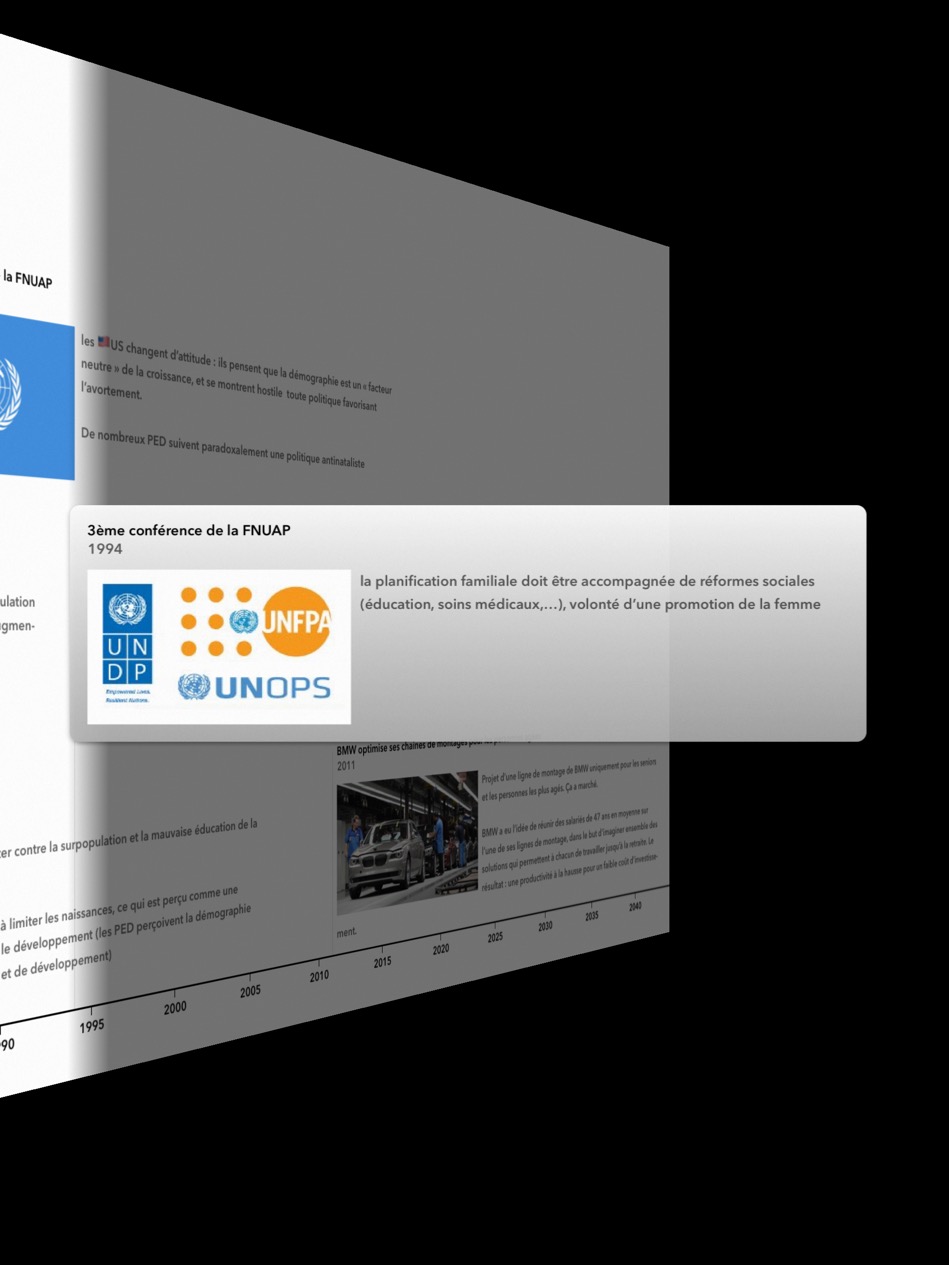 la FNUAP
les 🇺🇸US changent d’attitude : ils pensent que la démographie est un « facteur
neutre » de la croissance, et se montrent hostile toute politique favorisant
l’avortement.
De nombreux PED suivent paradoxalement une politique antinataliste
3ème conférence de la FNUAP
1994
UN
DP
Empowered Lives.
Resilient Nations.
UNFPA
UNOPS
la planification familiale doit être accompagnée de réformes sociales
(éducation, soins médicaux,…), volonté d’une promotion de la femme
ulation
gmen-
BMW optimise ses chaînes de montages pour les
2011
Projet d’une ligne de montage de BMW uniquement pour les seniors
et les personnes les plus agés. Ça a marché.
BMW a eu l’idée de réunir des salariés de 47 ans en moyenne sur
l’une de ses lignes de montage, dans le but d’imaginer ensemble des
solutions qui permettent à chacun de travailler jusqu’à la retraite. Le
résultat : une productivité à la hausse pour un faible coût d’investisse-
ment.
er contre la surpopulation et la mauvaise éducation de la
à limiter les naissances, ce qui est perçu comme une
le développement (les PED perçoivent la démographie
et de développement)
90 1995 2000 2005 2010 2015 2020 2025 2030 2035 2040